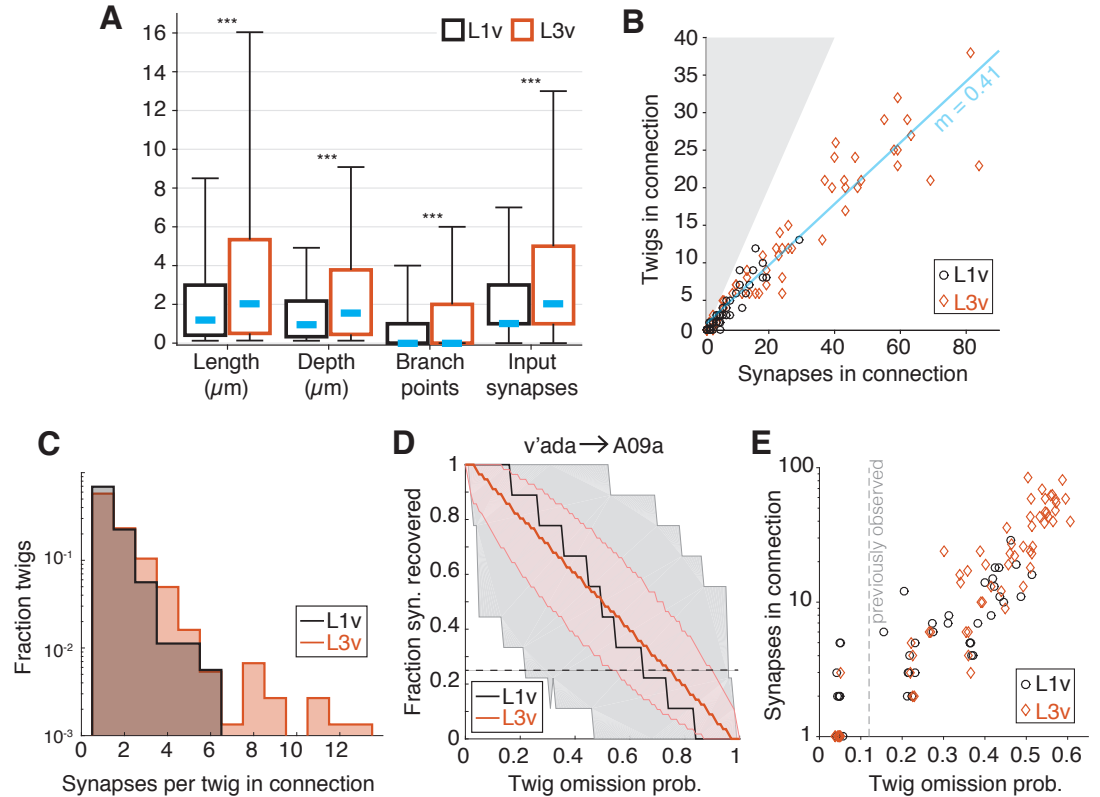 A
L1v L3v
***
***
***
***
16
14
12
10
8
6
4
2
0
Length
(µm)
Depth
(µm)
Branch
points
Input
synapses
B
Twigs in connection
40
35
30
25
20
15
10
5
0
m = 0.41
L1v
L3v
0 20 40 60 80
Synapses in connection
C
Fraction twigs
10-1
10-2
10-3
L1v
L3v
2 4 6 8 10 12
Synapses per twig in connection
D
v'ada→A09a
Fraction syn. recovered
1
0.8
0.6
0.4
0.2
0
L1v
L3v
0 0.2 0.4 0.6 0.8 1
Twig omission prob.
E
Synapses in connection
100
10
1
previously observed
L1v
L3v
0 0.1 0.2 0.3 0.4 0.5 0.6
Twig omission prob.